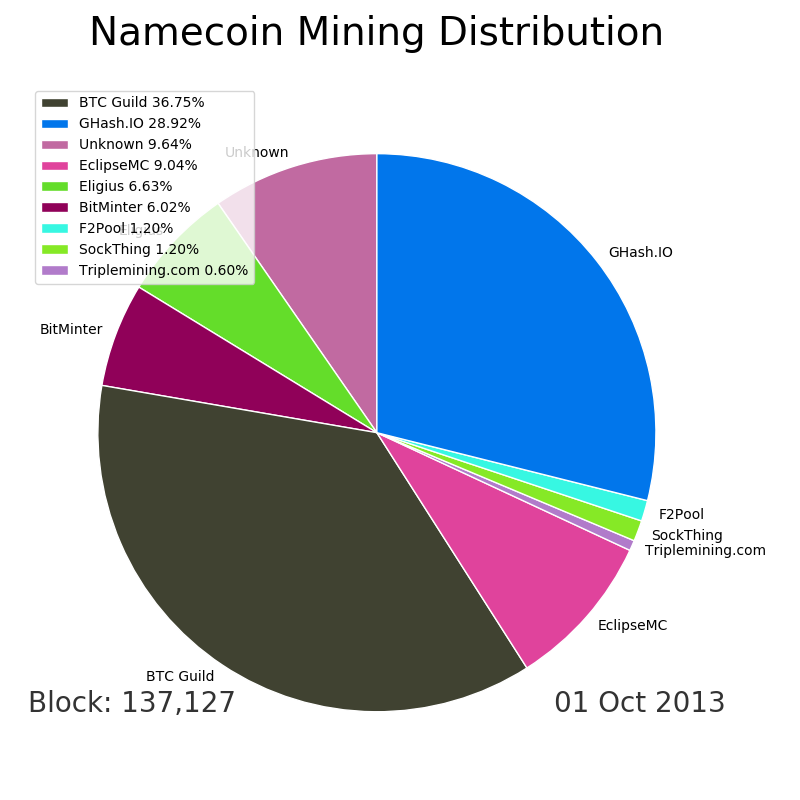 Namecoin Mining Distribution
BTC Guild 36.75%
GHash.IO 28.92%
Unknown 9.64%
EclipseMC 9.04%
Eligius 6.63%
BitMinter 6.02%
F2Pool 1.20%
SockThing 1.20%
Triplemining.com 0.60%
Unknown
Eligius
GHash.IO
BitMinter
F2Pool
SockThing
Triplemining.com
EclipseMC
BTC Guild
Block: 137,127
01 Oct 2013